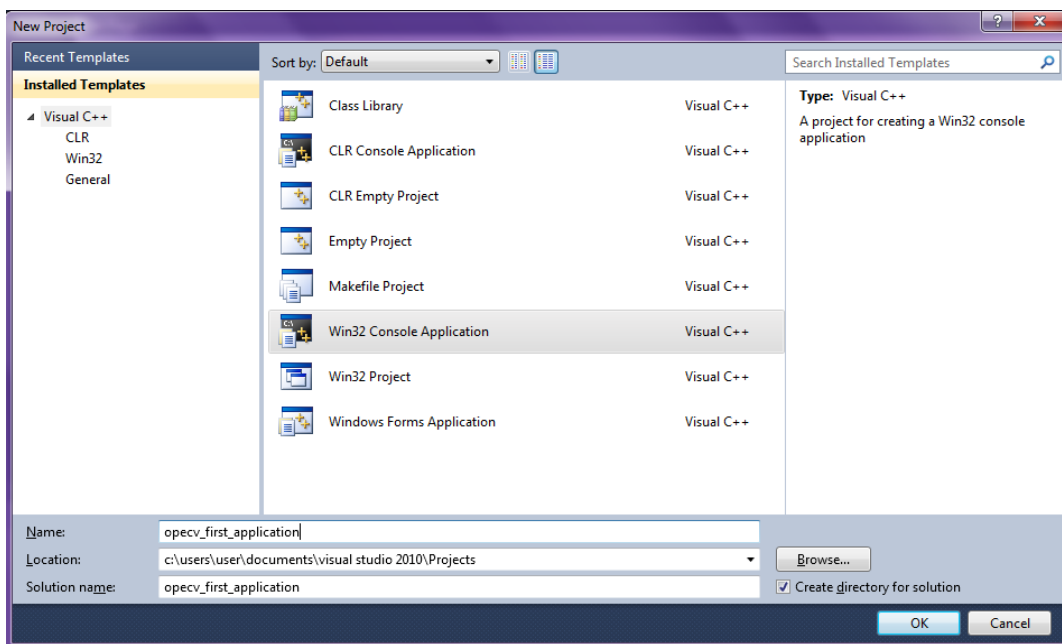 New Project
Recent Templates
Installed Templates
Visual C++
CLR
Win32
General
Sort by: Default
Class Library Visual C++
CLR Console Application Visual C++
CLR Empty Project Visual C++
Empty Project Visual C++
Makefile Project Visual C++
Win32 Console Application Visual C++
Win32 Project Visual C++
Windows Forms Application Visual C++
Search Installed Templates
Type: Visual C++
A project for creating a Win32 console
application
Name: opecv_first_application
Location: c:\users\user\documents\visual studio 2010\Projects
Browse...
Solution name: opecv_first_application
Create directory for solution
OK Cancel